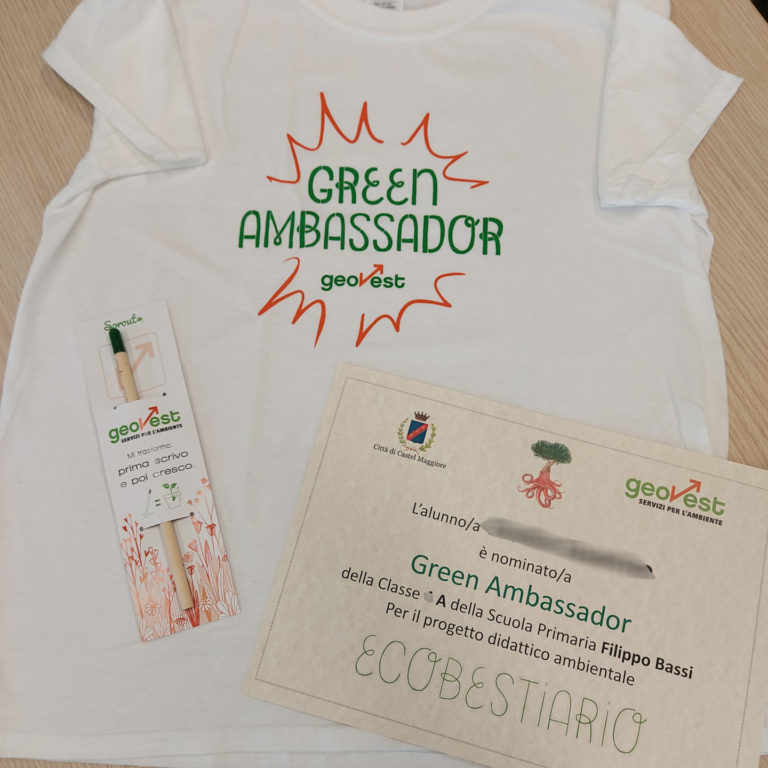 GREEN
AMBASSADOR
geovest
Sprout
geovest
SERVIZI PER L'AMBIENTE
Mi trasformo:
prima scrivo
e poi cresco.
Città di Castel Maggiore
geovest
SERVIZI PER L'AMBIENTE
L'alunno/a
è nominato/a
Green Ambassador
della Classe A della Scuola Primaria Filippo Bassi
Per il progetto didattico ambientale
ECOBESTIARIO